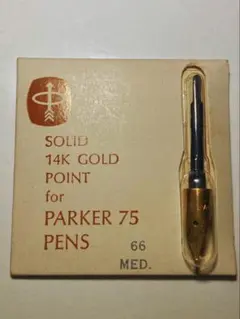 SOLID
14K GOLD
POINT
for
PARKER 75
PENS
66
MED.